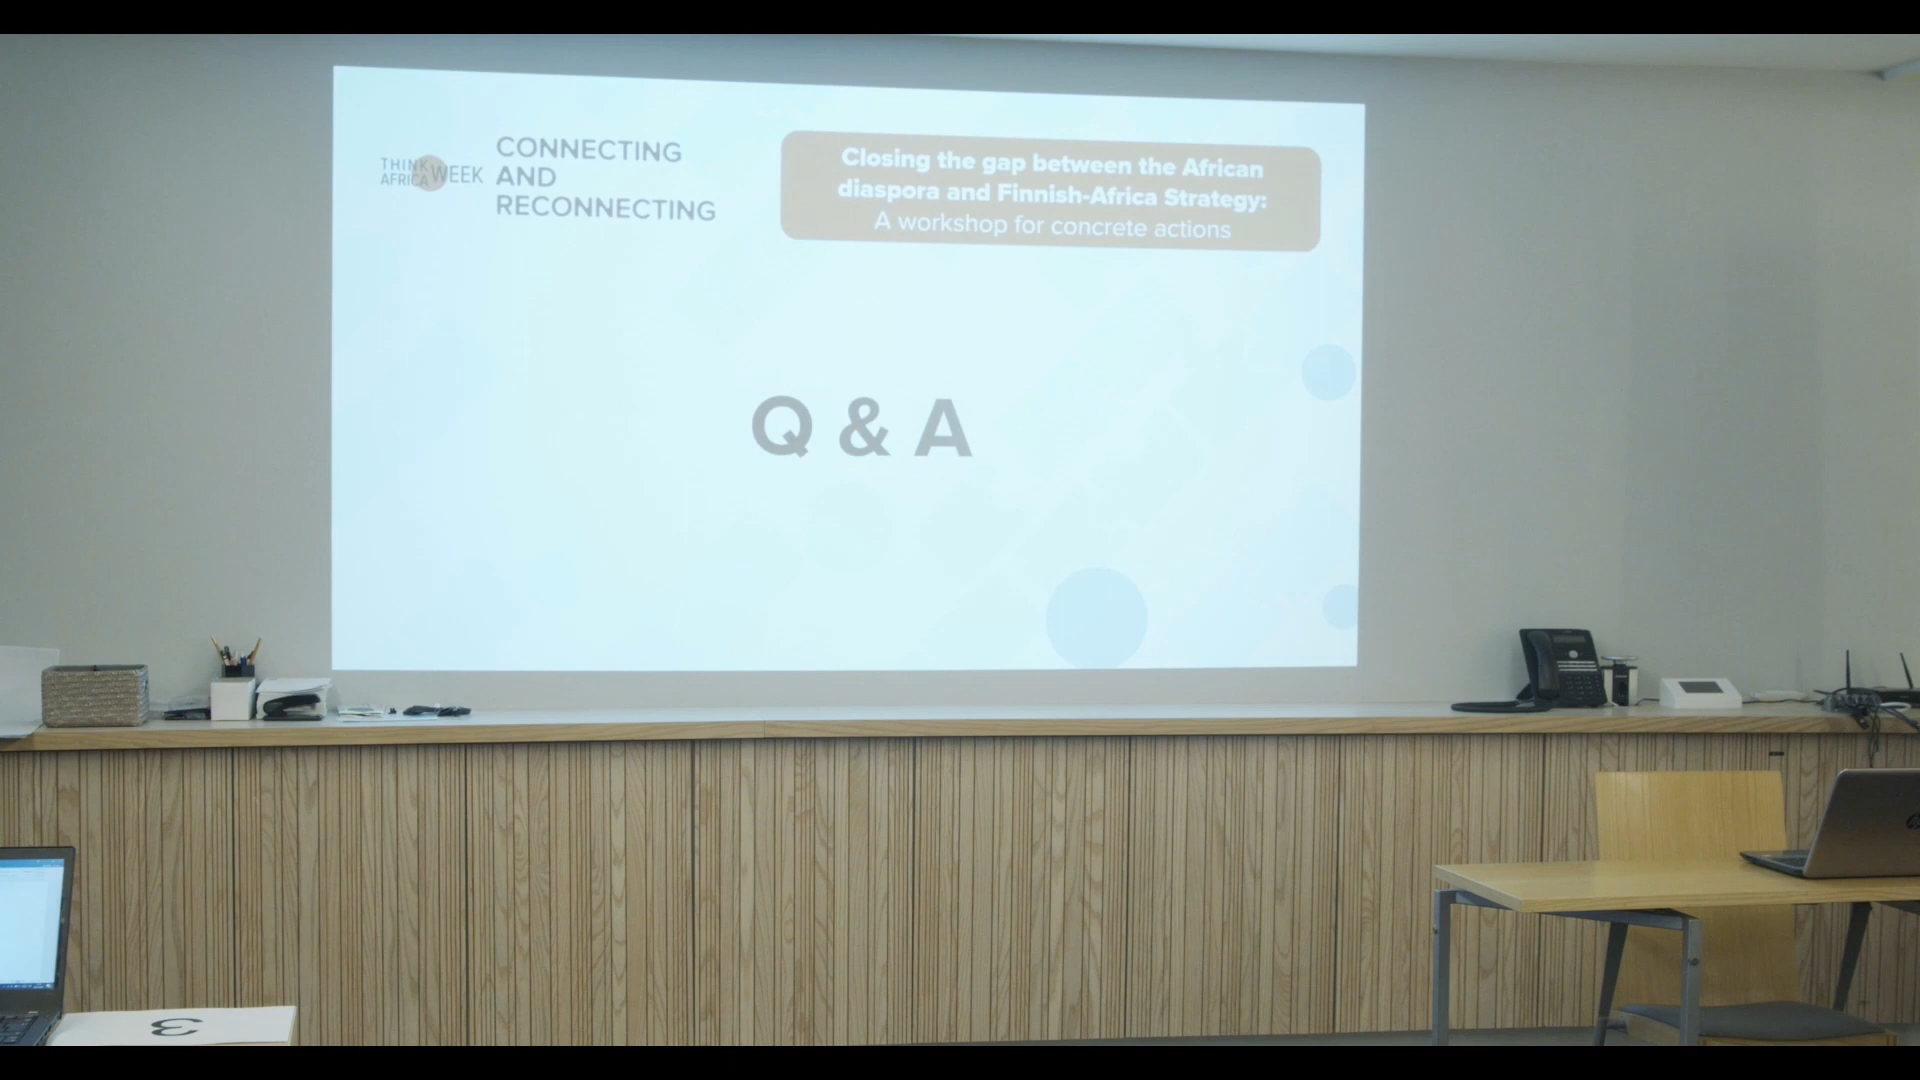 THINK
AFRICA WEEK
CONNECTING
AND
RECONNECTING
Closing the gap between the African
diaspora and Finnish-Africa Strategy:
A workshop for concrete actions
Q & A
3